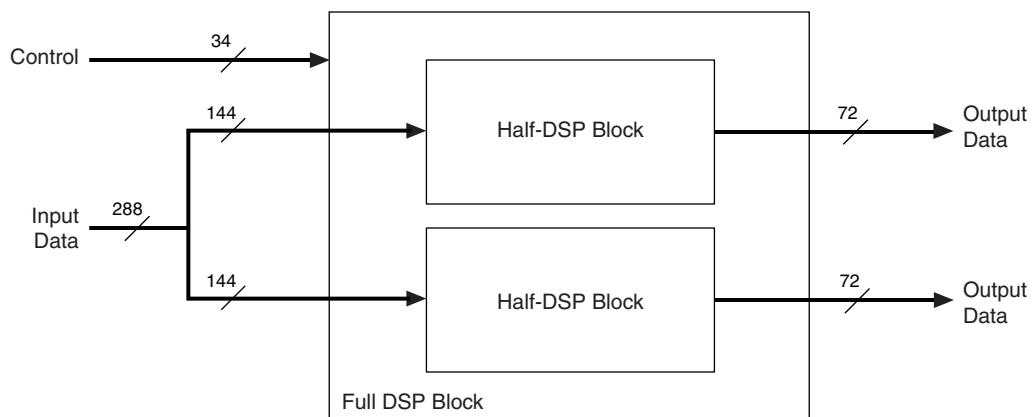 34
Control
144
Half-DSP Block
72
Output
Data
288
Input
Data
144
Half-DSP Block
72
Output
Data
Full DSP Block